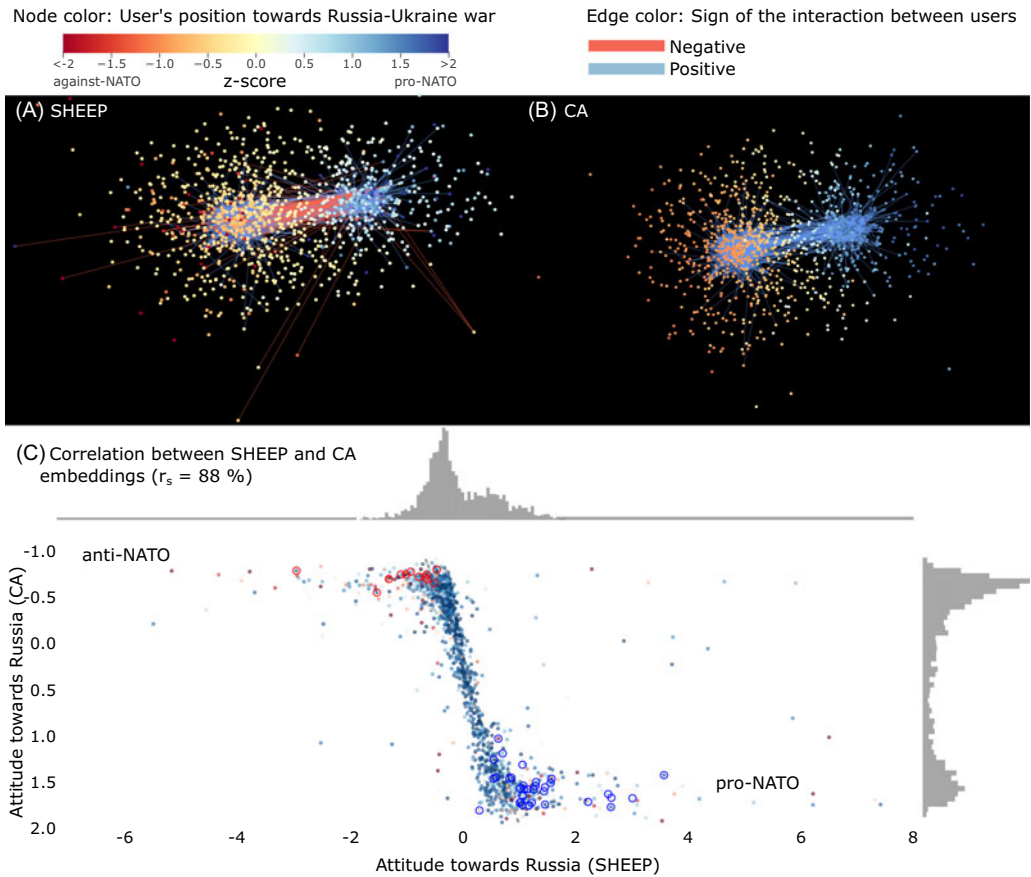 Node color: User's position towards Russia-Ukraine war
Edge color: Sign of the interaction between users
<-2 −1.5 −1.0 −0.5 0.0 0.5 1.0 1.5 >2
against-NATO z-score pro-NATO
Negative
Positive
(A) SHEEP
(B) CA
(C) Correlation between SHEEP and CA
embeddings (rs = 88 %)
anti-NATO
pro-NATO
Attitude towards Russia (CA)
-1.0
-0.5
0.0
0.5
1.0
1.5
2.0
-6 -4 -2 0 2 4 6 8
Attitude towards Russia (SHEEP)